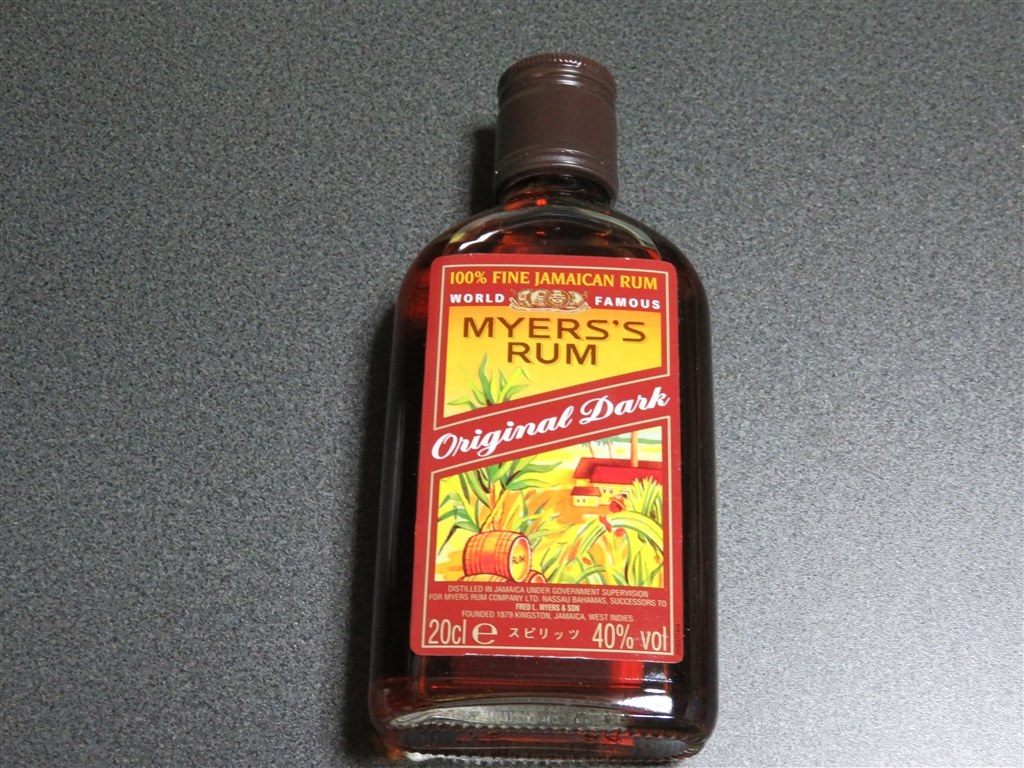 100% FINE JAMAICAN RUM
WORLD FAMOUS
MYERS'S
RUM
Original Dark
RUM
DISTILLED IN JAMAICA UNDER GOVERNMENT SUPERVISION
FOR MYERS RUM COMPANY LTD. NASSAU BAHAMAS, SUCCESSORS TO
FRED L. MYERS & SON
FOUNDED 1879 KINGSTON, JAMAICA, WEST INDIES
20cl e スピリッツ 40% vol